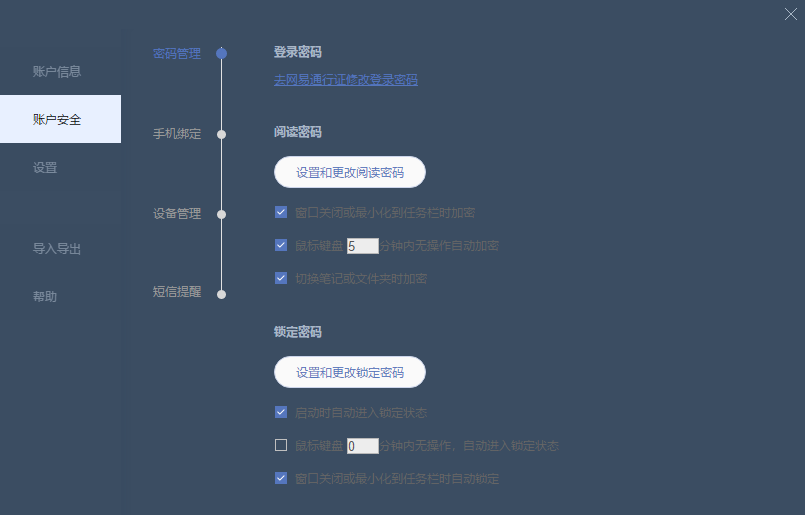 账户信息
账户安全
设置
导入导出
帮助
密码管理
手机绑定
设备管理
短信提醒
登录密码
去网易通行证修改登录密码
阅读密码
设置和更改阅读密码
窗口关闭或最小化到任务栏时加密
鼠标键盘 5 分钟内无操作自动加密
切换笔记或文件夹时加密
锁定密码
设置和更改锁定密码
启动时自动进入锁定状态
鼠标键盘 0 分钟内无操作，自动进入锁定状态
窗口关闭或最小化到任务栏时自动锁定